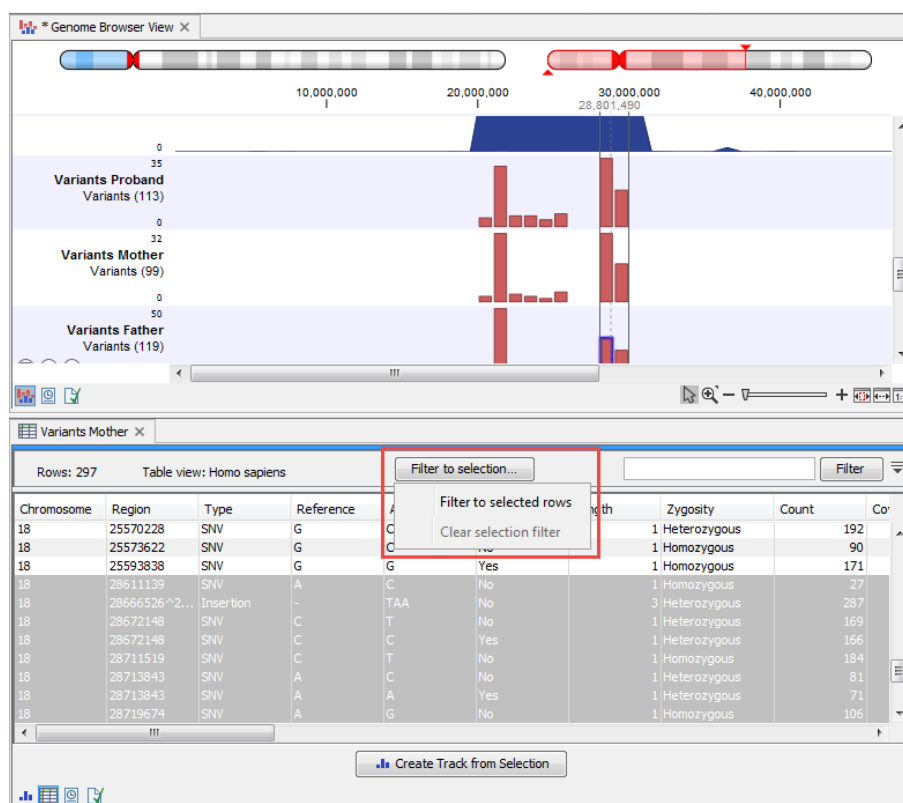 * Genome Browser View
10,000,000 20,000,000 30,000,000 40,000,000
28,801,490
0
35
Variants Proband
Variants (113)
0
32
Variants Mother
Variants (99)
0
50
Variants Father
Variants (119)
Variants Mother
Rows: 297 Table view: Homo sapiens Filter to selection... Filter
Filter to selected rows
Clear selection filter
Chromosome Region Type Reference Zygosity Count
18 25570228 SNV G 1 Heterozygous 192
18 25573622 SNV G 1 Homozygous 90
18 25593838 SNV G G Yes 1 Homozygous 171
18 28611139 SNV A C No 1 Homozygous 27
18 28666526^2... Insertion - TAA No 3 Heterozygous 287
18 28672148 SNV C T No 1 Heterozygous 169
18 28672148 SNV C C Yes 1 Heterozygous 166
18 28711519 SNV C T No 1 Homozygous 184
18 28713843 SNV A C No 1 Heterozygous 81
18 28713843 SNV A A Yes 1 Heterozygous 71
18 28719674 SNV A G No 1 Homozygous 106
Create Track from Selection